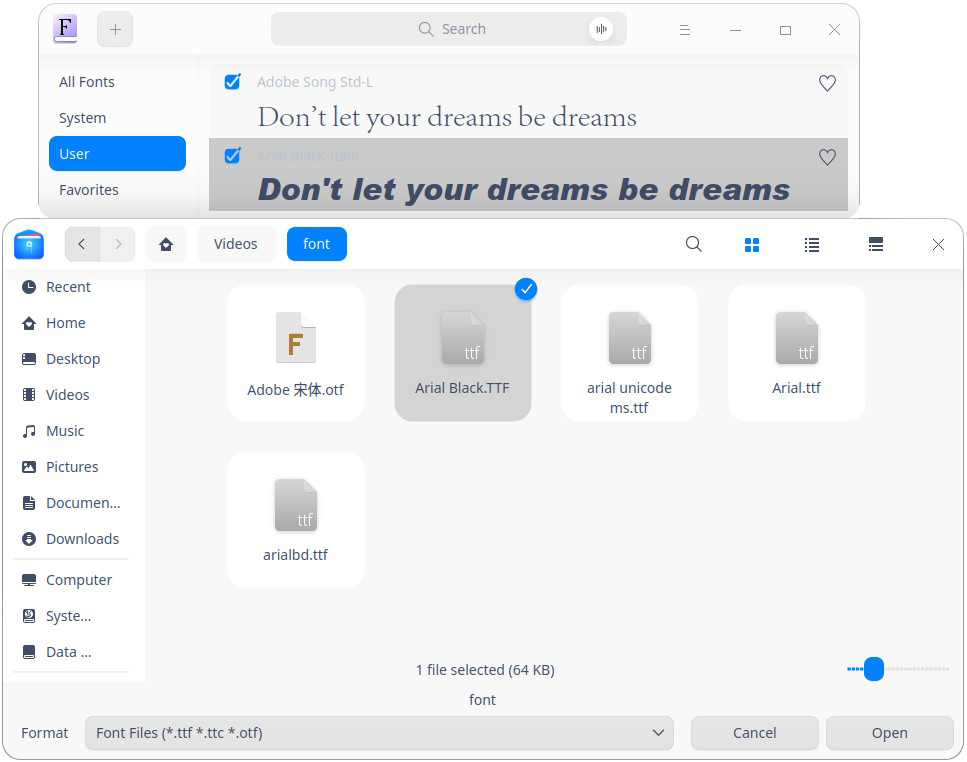 F
Search
All Fonts
System
User
Favorites
Adobe Song Std-L
Don’t let your dreams be dreams
Arial Black-Italic
Don't let your dreams be dreams
Videos
font
Recent
Home
Desktop
Videos
Music
Pictures
Documen...
Downloads
Computer
Syste...
Data ...
F
Adobe 宋体.otf
ttf
Arial Black.TTF
ttf
arial unicode
ms.ttf
ttf
Arial.ttf
ttf
arialbd.ttf
1 file selected (64 KB)
font
Format
Font Files (*.ttf *.ttc *.otf)
Cancel
Open